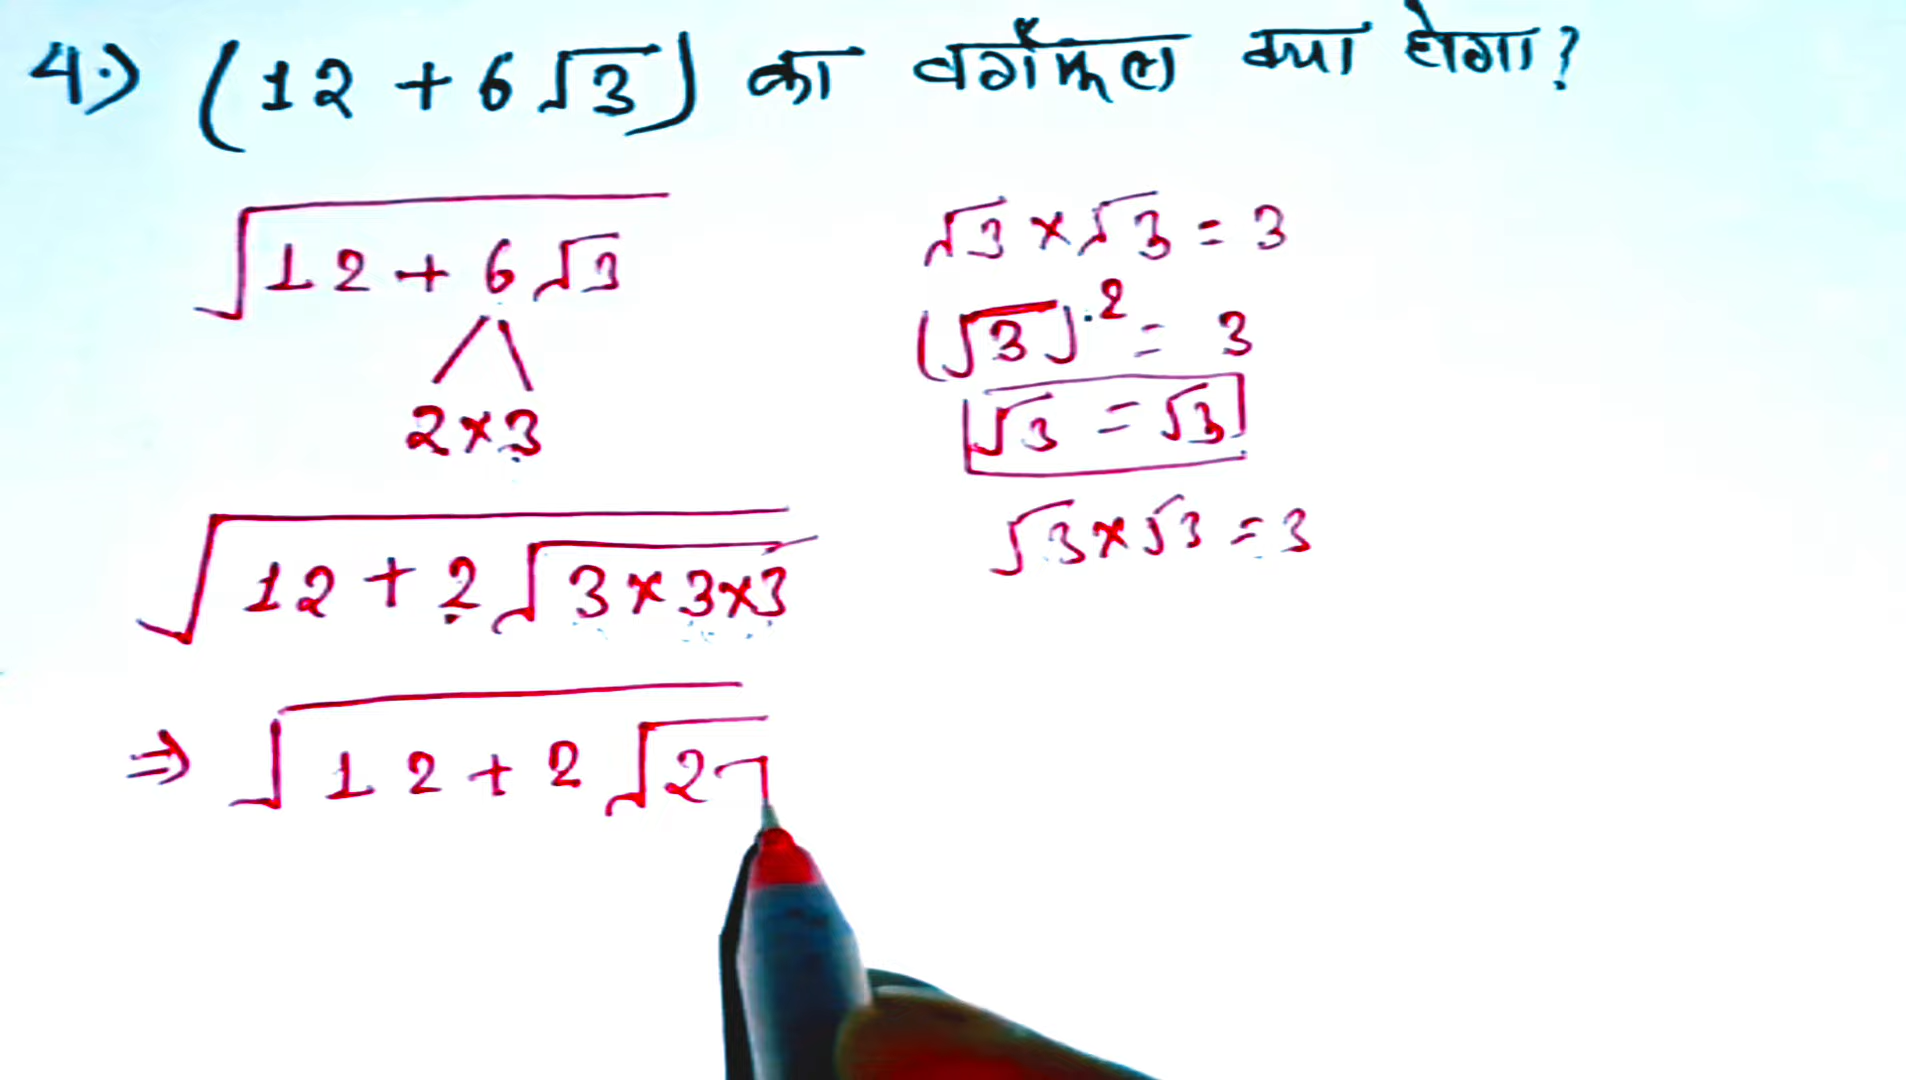 4.) (12 + 6√3) का वर्गमूल क्या होगा?
√(12 + 6√3)
2×3
√(12 + 2√(3×3×3))
⇒ √(12 + 2√27)
√3 × √3 = 3
(√3)² = 3
√3 = √3
√3 × √3 = 3